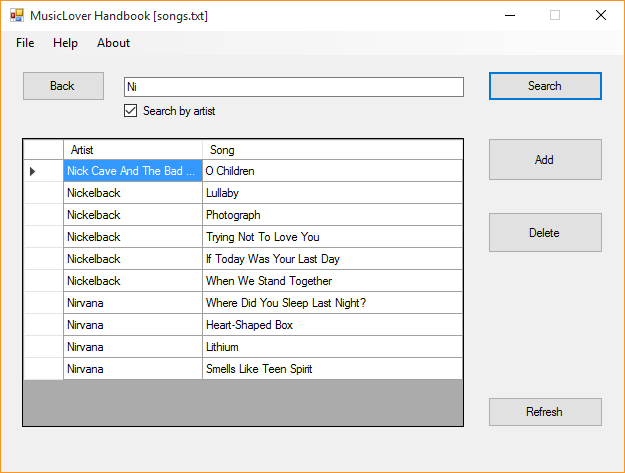 MusicLover Handbook [songs.txt]
File Help About
Back Ni Search
Search by artist
Artist Song Add
Nick Cave And The Bad ... O Children
Nickelback Lullaby
Nickelback Photograph
Nickelback Trying Not To Love You Delete
Nickelback If Today Was Your Last Day
Nickelback When We Stand Together
Nirvana Where Did You Sleep Last Night?
Nirvana Heart-Shaped Box
Nirvana Lithium
Nirvana Smells Like Teen Spirit
Refresh